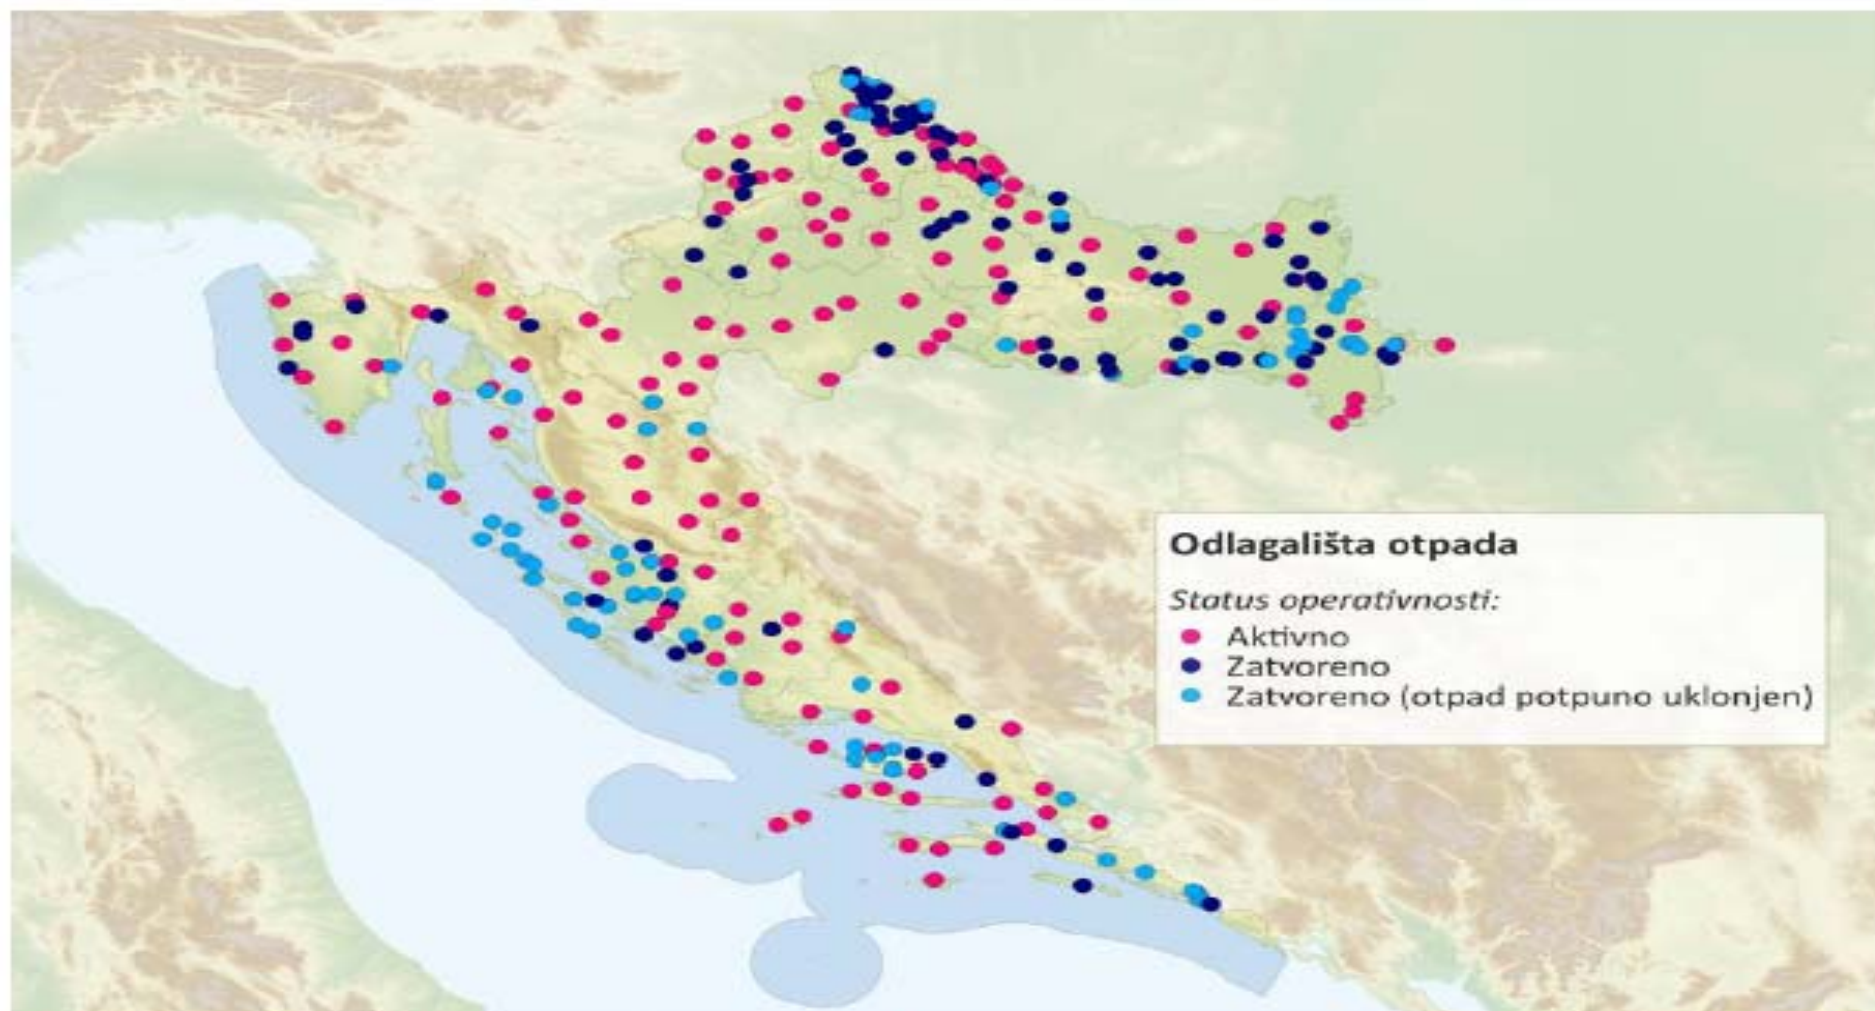 Odlagališta otpada
Status operativnosti:
Aktivno
Zatvoreno
Zatvoreno (otpad potpuno uklonjen)